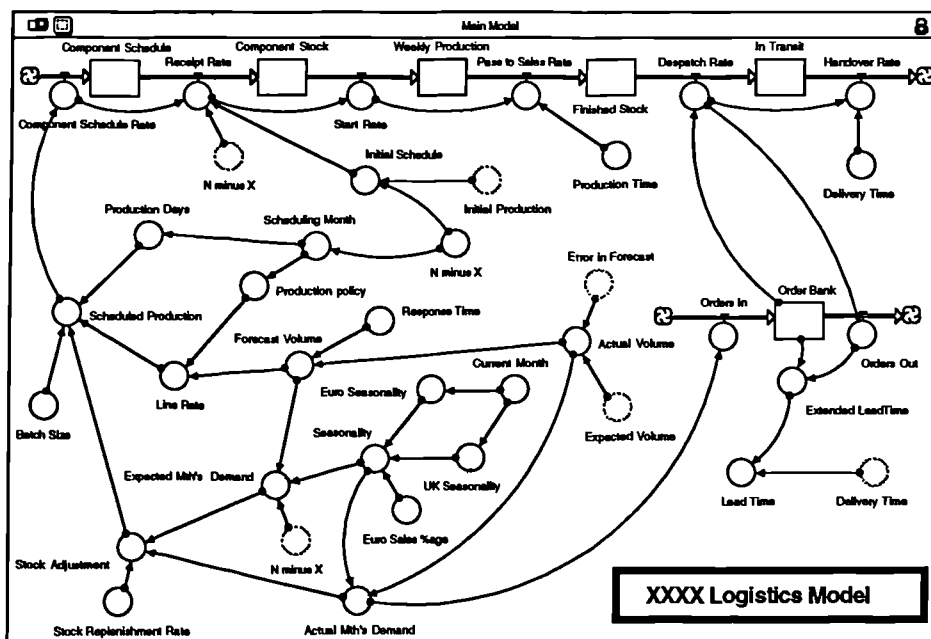 Main Model
Component Schedule
Component Stock
Weekly Production
In Transit
Receipt Rate
Pass to Sales Rate
Despatch Rate
Handover Rate
Component Schedule Rate
Start Rate
Finished Stock
N minus X
Initial Schedule
Production Time
Delivery Time
Initial Production
Production Days
Scheduling Month
N minus X
Error in Forecast
Production policy
Order Bank
Orders In
Scheduled Production
Forecast Volume
Response Time
Actual Volume
Orders Out
Line Rate
Euro Seasonality
Current Month
Extended LeadTime
Batch Size
Seasonality
Expected Volume
Expected Mth's Demand
UK Seasonality
Lead Time
Delivery Time
Euro Sales %age
Stock Adjustment
N minus X
XXXX Logistics Model
Stock Replenishment Rate
Actual Mth's Demand